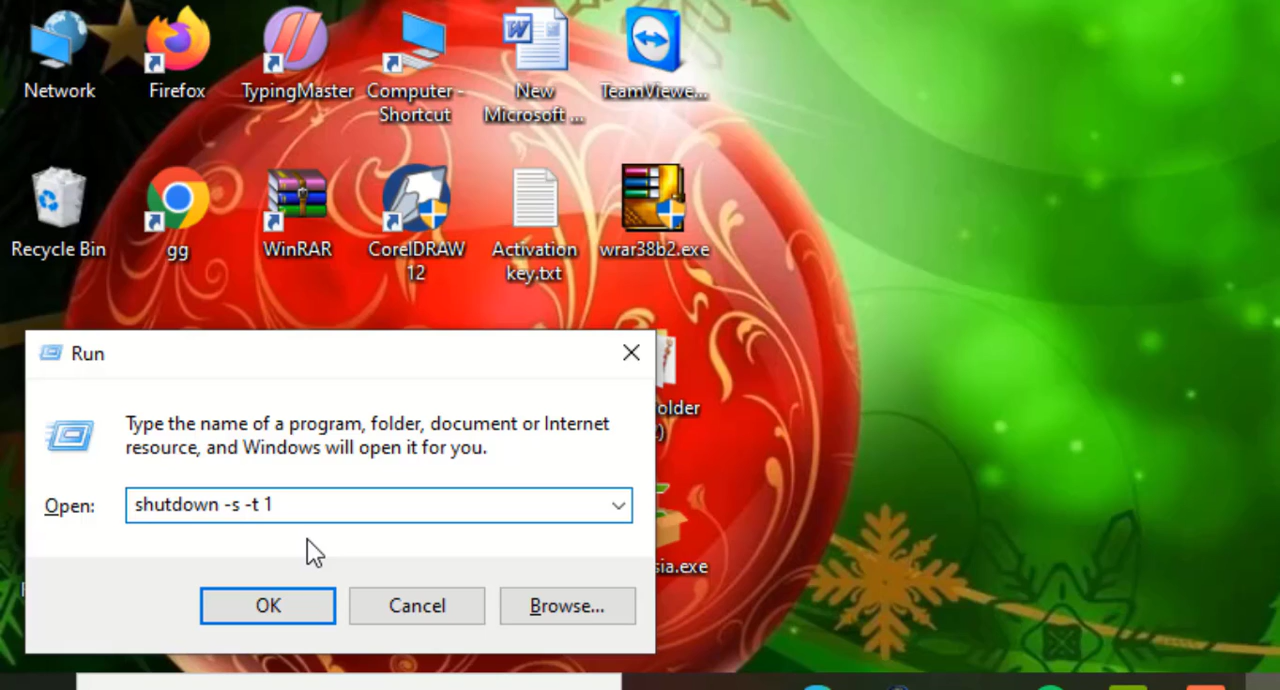 Network
Firefox
TypingMaster
Computer -
Shortcut
New
Microsoft ...
TeamViewe...
Recycle Bin
gg
WinRAR
CorelDRAW
12
Activation
key.txt
wrar38b2.exe
Run
Type the name of a program, folder, document or Internet
resource, and Windows will open it for you.
Open:
shutdown -s -t 1
OK
Cancel
Browse...
older
sia.exe